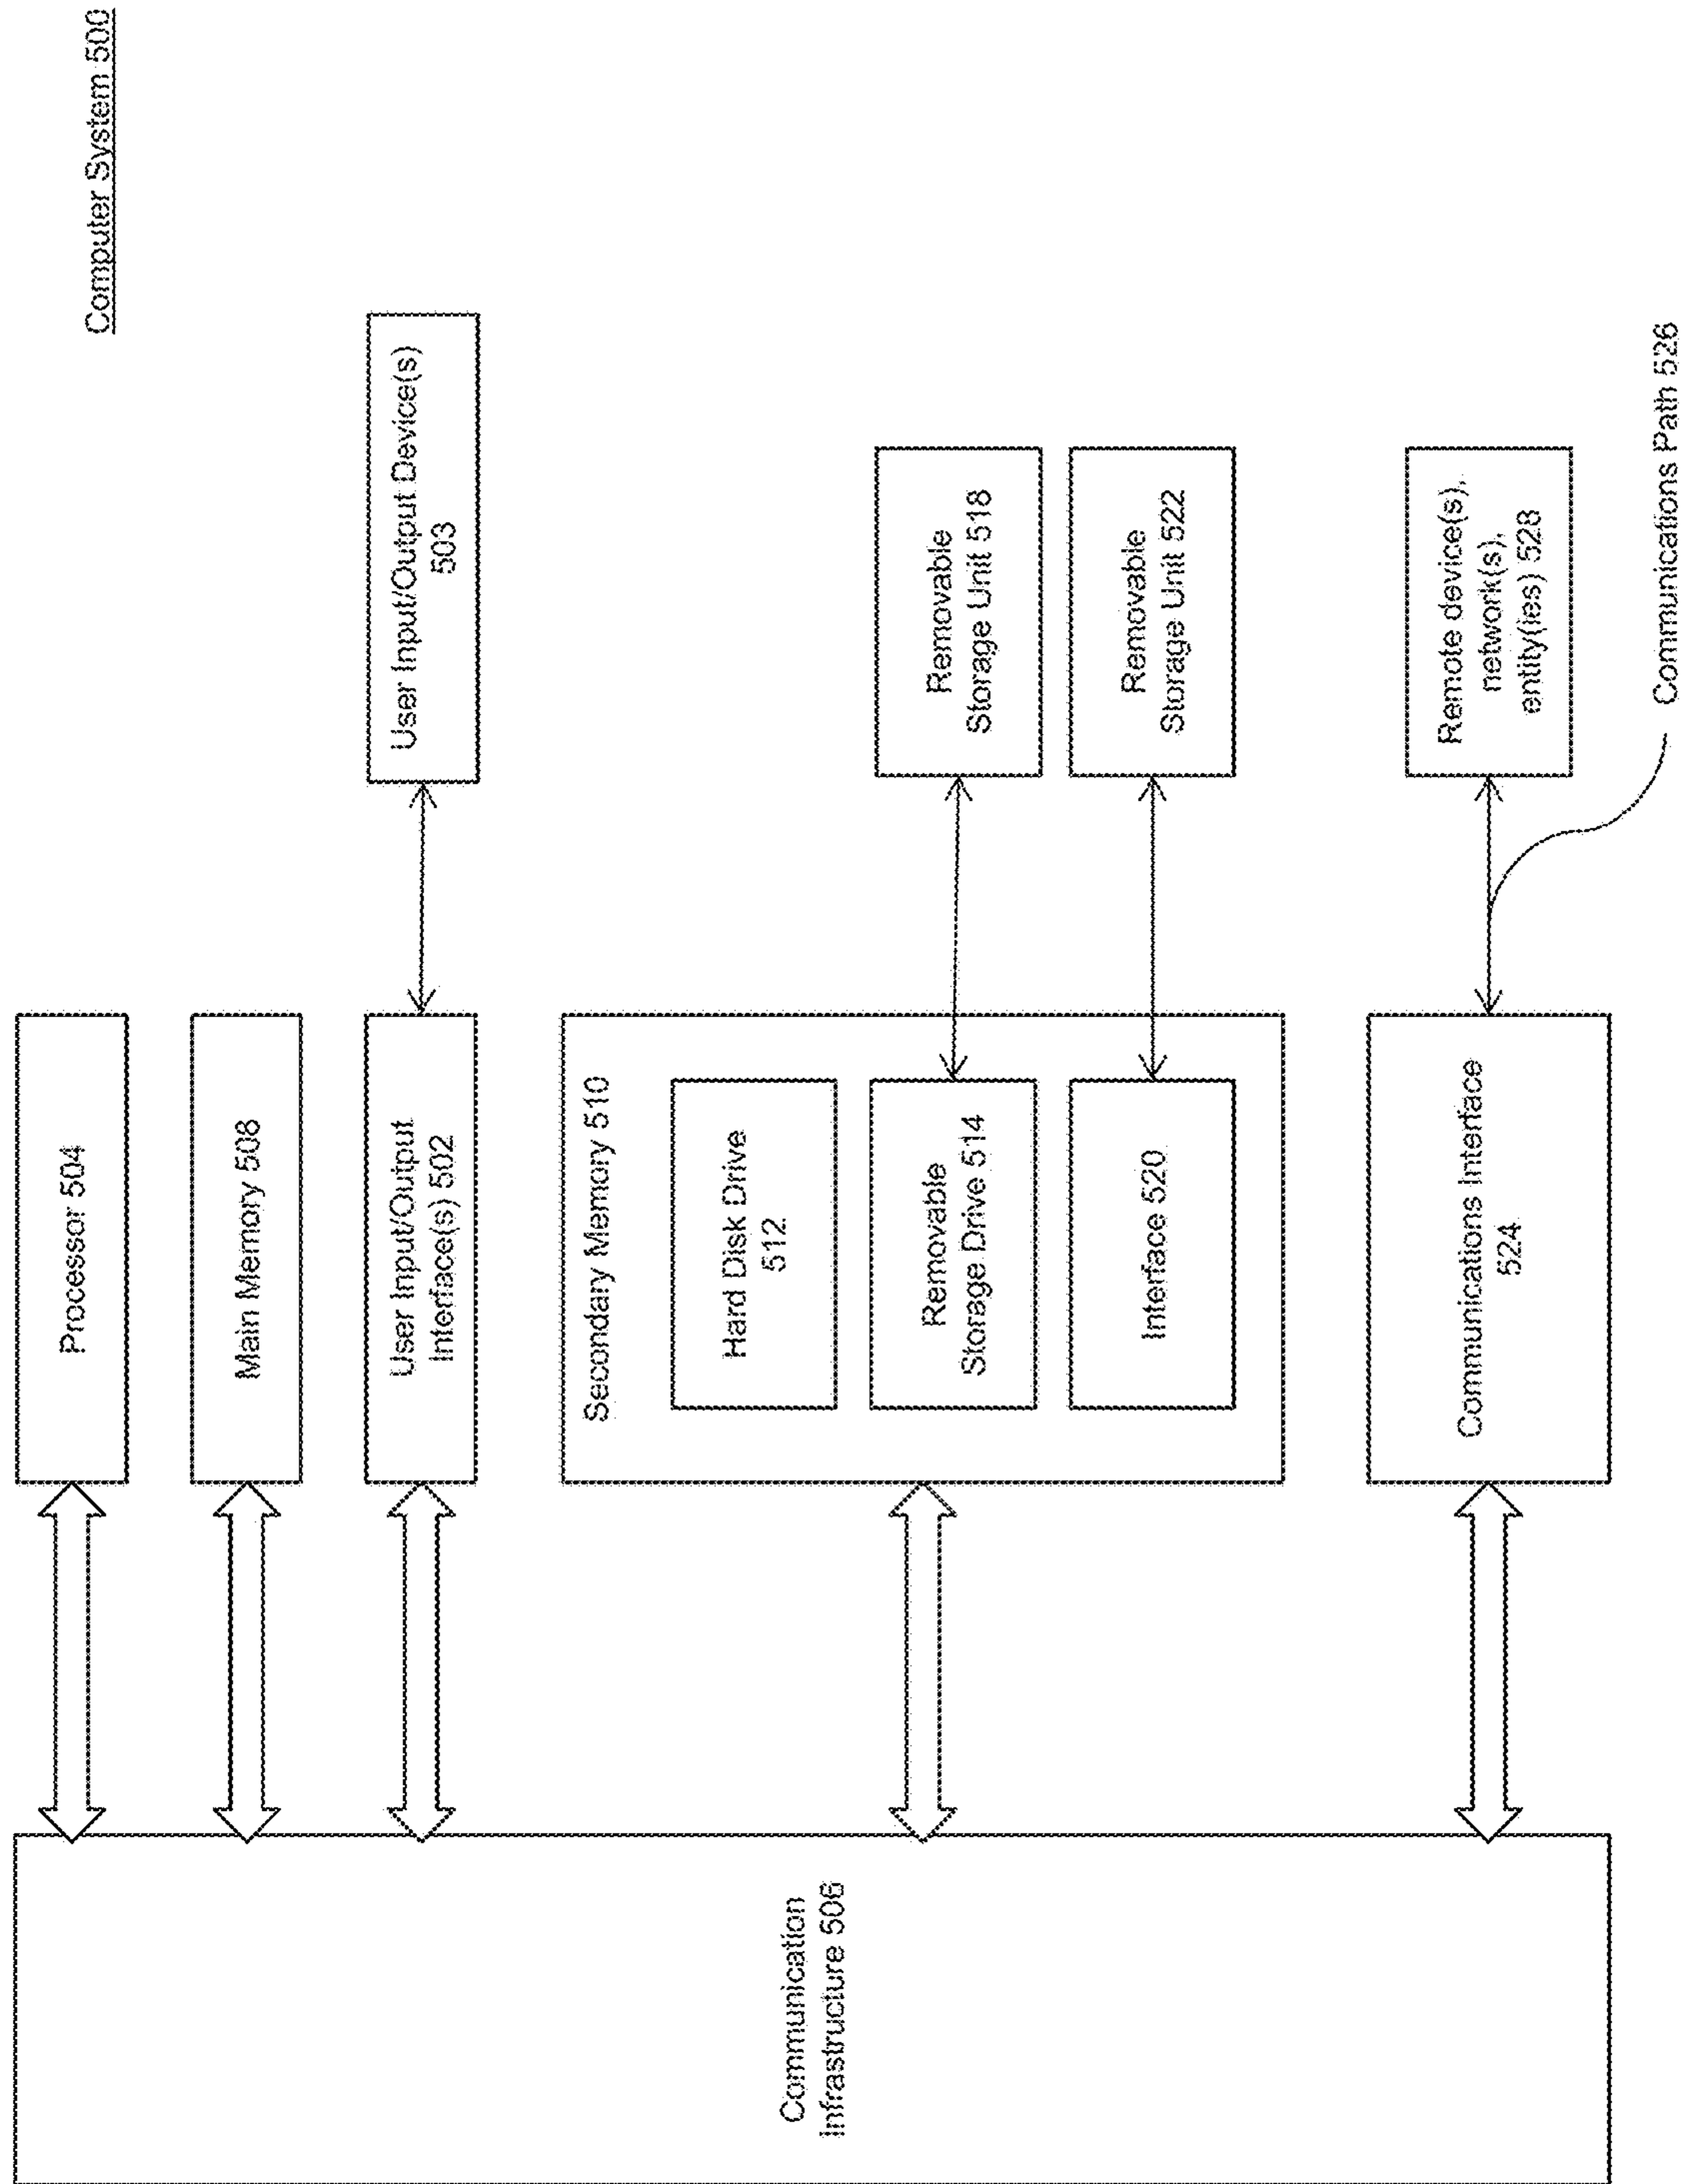 Computer System 500
Processor 504
Main Memory 508
User Input/Output
Interface(s) 502
User Input/Output Device(s)
503
Secondary Memory 510
Hard Disk Drive
512
Removable
Storage Drive 514
Removable
Storage Unit 518
Interface 520
Removable
Storage Unit 522
Communication
Infrastructure 506
Communications Interface
524
Remote device(s),
network(s),
entity(ies) 528
Communications Path 526